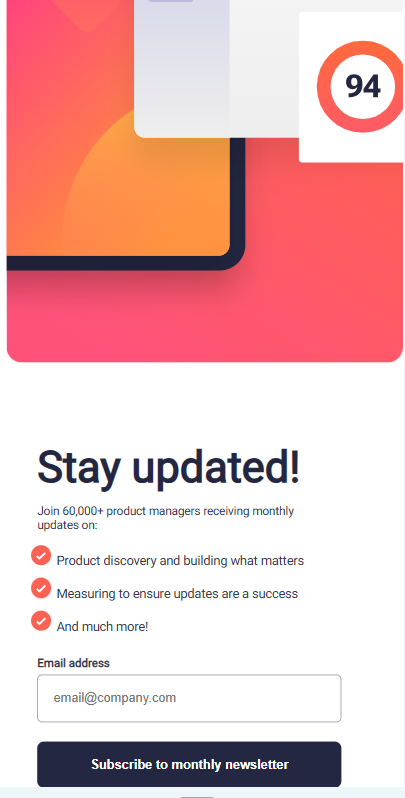 94
Stay updated!
Join 60,000+ product managers receiving monthly
updates on:
Product discovery and building what matters
Measuring to ensure updates are a success
And much more!
Email address
email@company.com
Subscribe to monthly newsletter